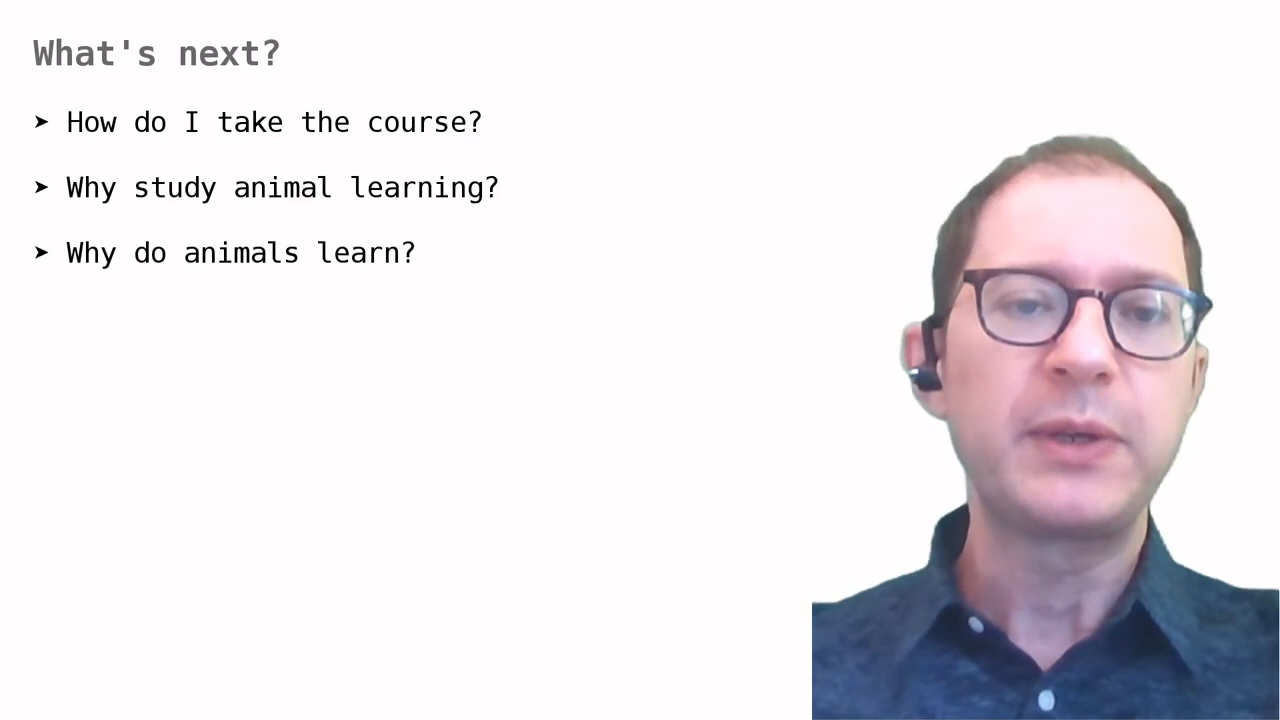 What's next?
➤ How do I take the course?
➤ Why study animal learning?
➤ Why do animals learn?